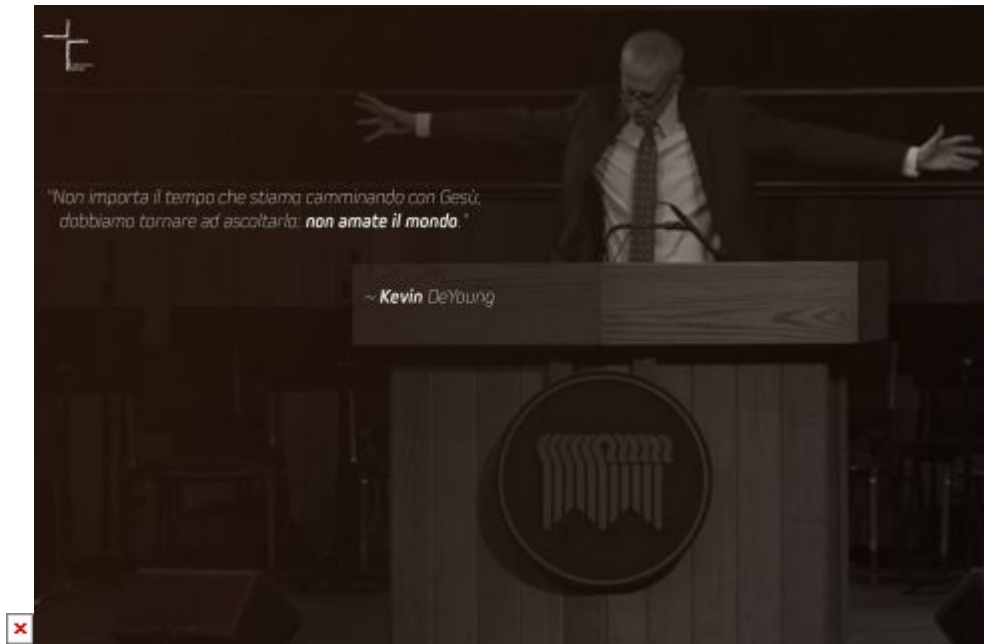 "Non importa il tempo che stiamo camminando con Gesù,
dobbiamo tornare ad ascoltarlo: non amate il mondo."
~ Kevin DeYoung